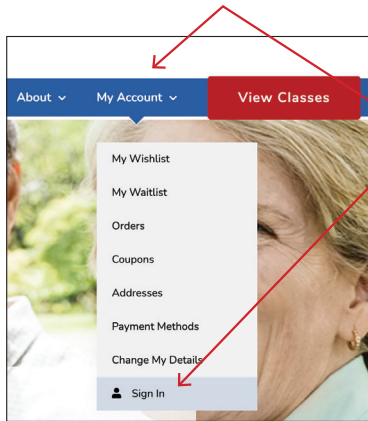 About My Account View Classes
My Wishlist
My Waitlist
Orders
Coupons
Addresses
Payment Methods
Change My Details
Sign In